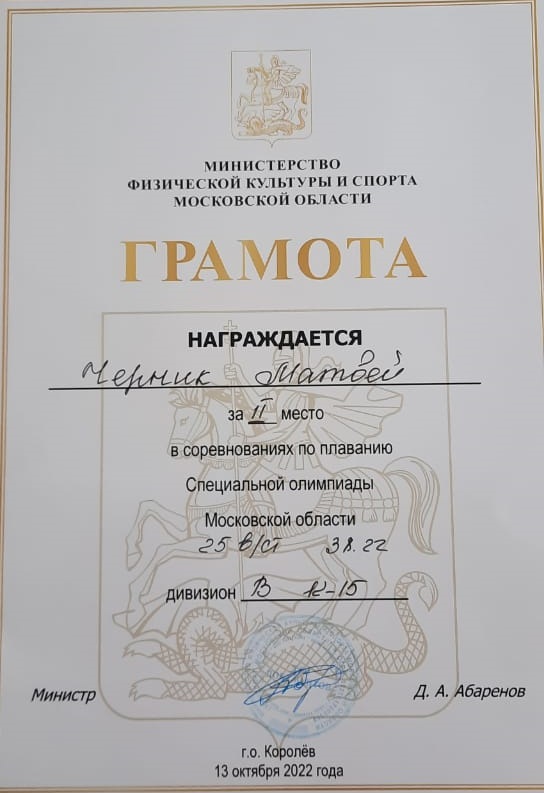 МИНИСТЕРСТВО
ФИЗИЧЕСКОЙ КУЛЬТУРЫ И СПОРТА
МОСКОВСКОЙ ОБЛАСТИ
ГРАМОТА
НАГРАЖДАЕТСЯ
Черник Матвей
за II место
в соревнованиях по плаванию
Специальной олимпиады
Московской области
25 в/ст 38.22
дивизион В 12-15
Министр Д. А. Абаренов
г.о. Королёв
13 октября 2022 года